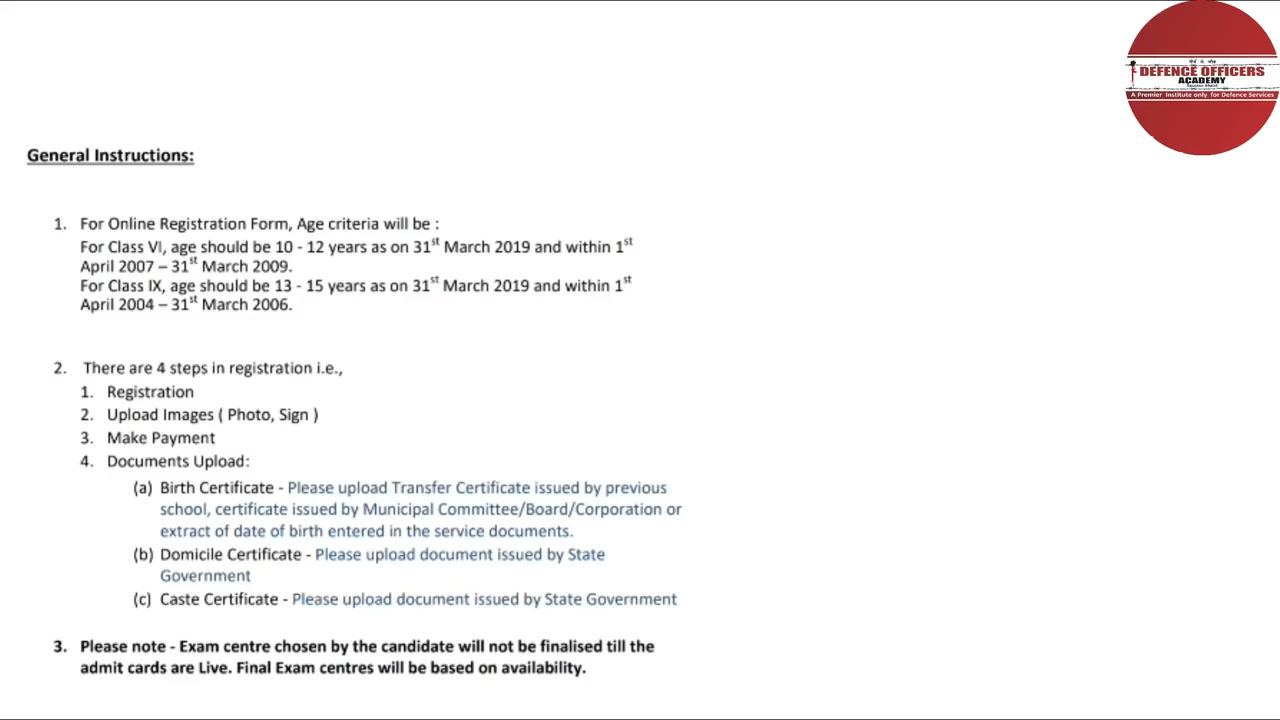 DEFENCE OFFICERS
ACADEMY
A Premier Institute only for Defence Services
General Instructions:
1. For Online Registration Form, Age criteria will be :
For Class VI, age should be 10 - 12 years as on 31st March 2019 and within 1st
April 2007 – 31st March 2009.
For Class IX, age should be 13 - 15 years as on 31st March 2019 and within 1st
April 2004 – 31st March 2006.
2. There are 4 steps in registration i.e.,
1. Registration
2. Upload Images ( Photo, Sign )
3. Make Payment
4. Documents Upload:
(a) Birth Certificate - Please upload Transfer Certificate issued by previous
school, certificate issued by Municipal Committee/Board/Corporation or
extract of date of birth entered in the service documents.
(b) Domicile Certificate - Please upload document issued by State
Government
(c) Caste Certificate - Please upload document issued by State Government
3. Please note - Exam centre chosen by the candidate will not be finalised till the
admit cards are Live. Final Exam centres will be based on availability.